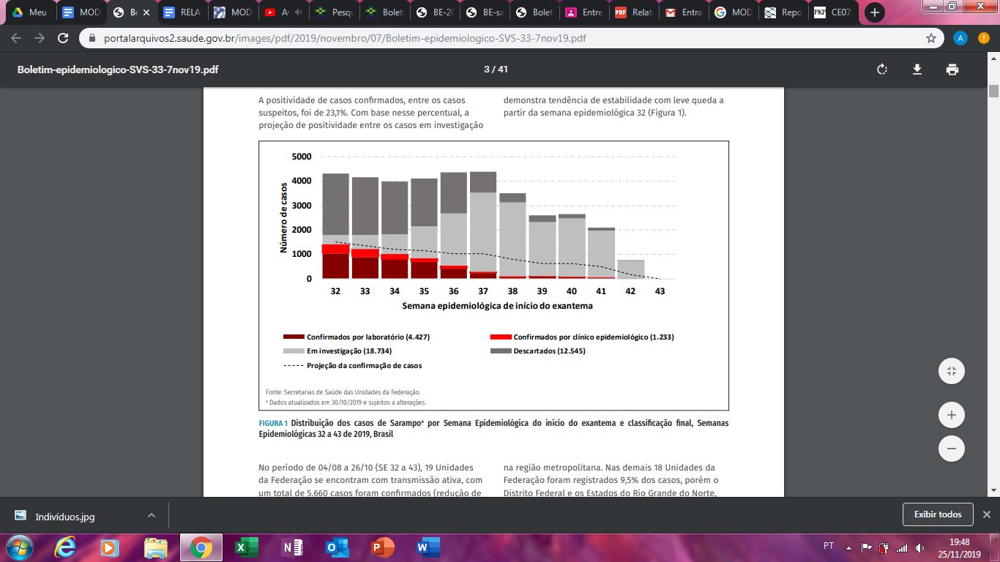 Meu
MOD
Bo
RELA
MOD
A
Pesqu
Boleti
BE-20
BE-sa
Bolet
Entre
PDF
Relat
Entra
MOD
Repo
PKP
CE07
portalarquivos2.saude.gov.br/images/pdf/2019/novembro/07/Boletim-epidemiologico-SVS-33-7nov19.pdf
A
Boletim-epidemiologico-SVS-33-7nov19.pdf
3 / 41
A positividade de casos confirmados, entre os casos
suspeitos, foi de 23,1%. Com base nesse percentual, a
projeção de positividade entre os casos em investigação
demonstra tendência de estabilidade com leve queda a
partir da semana epidemiológica 32 (Figura 1).
Número de casos
5000
4000
3000
2000
1000
0
32 33 34 35 36 37 38 39 40 41 42 43
Semana epidemiológica de início do exantema
Confirmados por laboratório (4.427)
Confirmados por clínico epidemiológico (1.233)
Em investigação (18.734)
Descartados (12.545)
Projeção da confirmação de casos
Fonte: Secretarias de Saúde das Unidades da Federação.
ª Dados atualizados em 30/10/2019 e sujeitos a alterações.
FIGURA 1 Distribuição dos casos de Sarampoª por Semana Epidemiológica do início do exantema e classificação final, Semanas
Epidemiológicas 32 a 43 de 2019, Brasil
No período de 04/08 a 26/10 (SE 32 a 43), 19 Unidades
da Federação se encontram com transmissão ativa, com
um total de 5.660 casos foram confirmados (redução de
na região metropolitana. Nas demais 18 Unidades da
Federação foram registrados 9,5% dos casos, porém o
Distrito Federal e os Estados do Rio Grande do Norte,
Indivíduos.jpg
Exibir todos
PT
19:48
25/11/2019